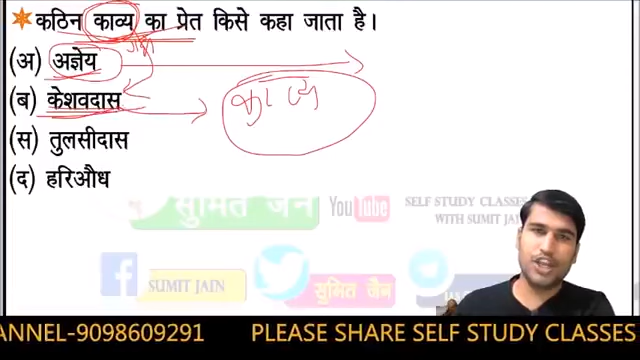 कठिन काव्य का प्रेत किसे कहा जाता है।
(अ) अज्ञेय
(ब) केशवदास
काव्य
(स) तुलसीदास
(द) हरिऔध
सुमित जैन
YouTube
SELF STUDY CLASSES
WITH SUMIT JAIN
SUMIT JAIN
सुमित जैन
HANNEL-9098609291 PLEASE SHARE SELF STUDY CLASSES